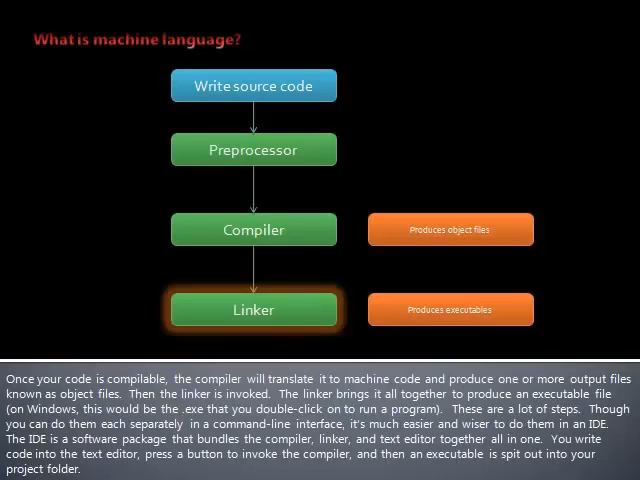 What is machine language?
Write source code
Preprocessor
Compiler
Produces object files
Linker
Produces executables
Once your code is compilable, the compiler will translate it to machine code and produce one or more output files
known as object files. Then the linker is invoked. The linker brings it all together to produce an executable file
(on Windows, this would be the .exe that you double-click on to run a program). These are a lot of steps. Though
you can do them each separately in a command-line interface, it's much easier and wiser to do them in an IDE.
The IDE is a software package that bundles the compiler, linker, and text editor together all in one. You write
code into the text editor, press a button to invoke the compiler, and then an executable is spit out into your
project folder.